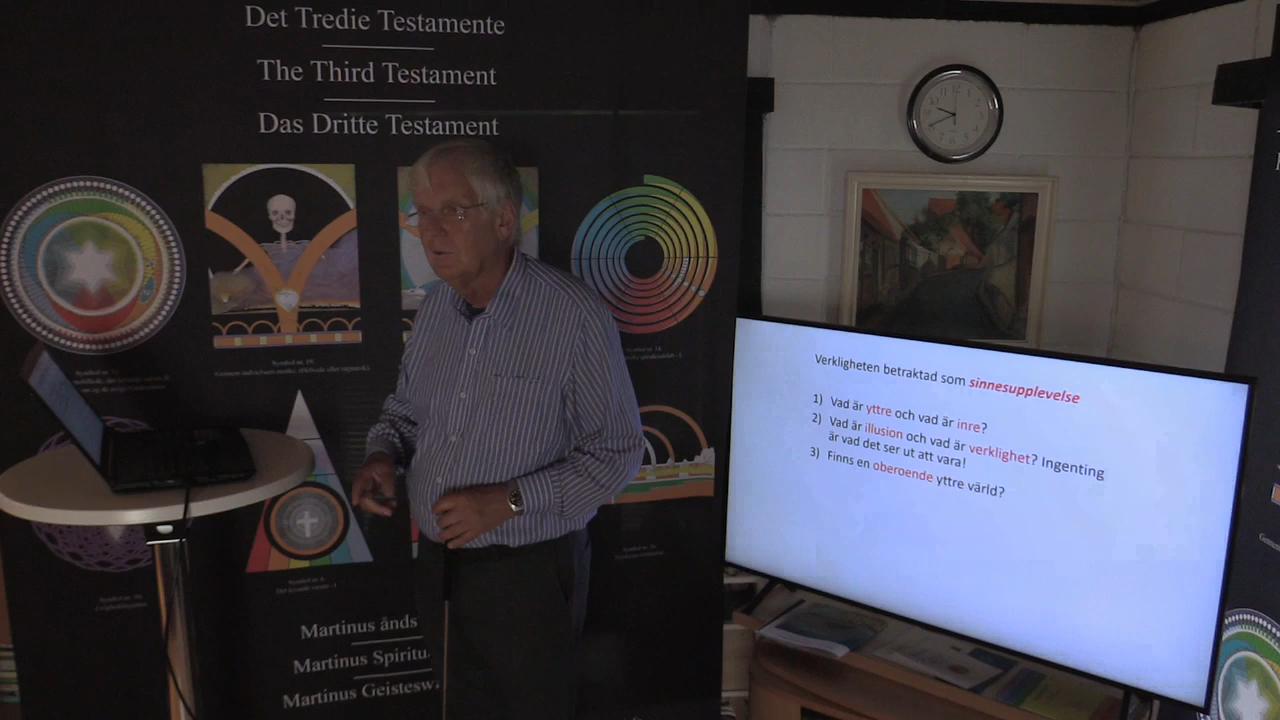 Det Tredie Testamente
The Third Testament
Das Dritte Testament
Verkligheten betraktad som sinnesupplevelse
1) Vad är yttre och vad är inre?
2) Vad är illusion och vad är verklighet? Ingenting
är vad det ser ut att vara!
3) Finns en oberoende yttre värld?
Martinus ånds
Martinus Spiritu
Martinus Geistesw